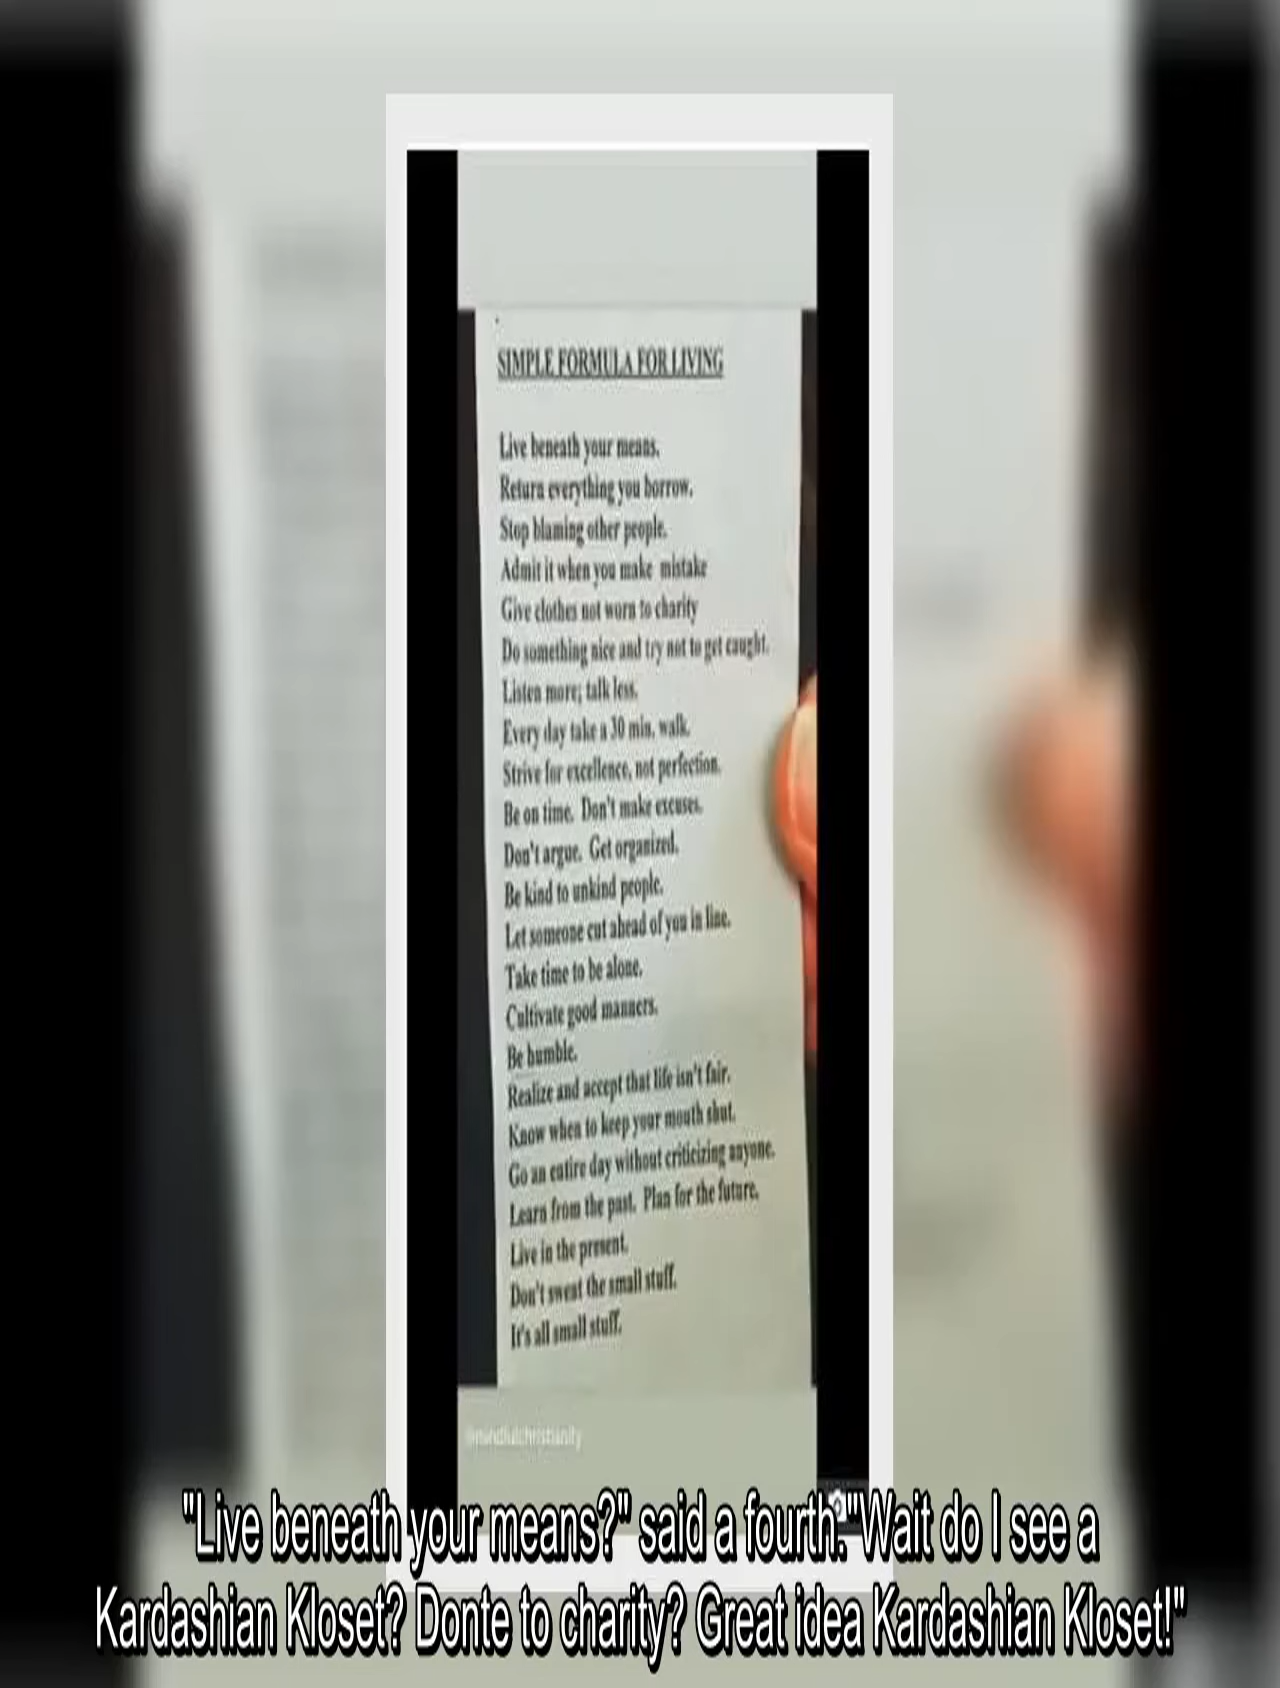 SIMPLE FORMULA FOR LIVING
Live beneath your means.
Return everything you borrow.
Stop blaming other people.
Admit it when you make mistake
Give clothes not worn to charity
Do something nice and try not to get caught.
Listen more; talk less.
Every day take a 30 min. walk.
Strive for excellence, not perfection.
Be on time. Don't make excuses.
Don't argue. Get organized.
Be kind to unkind people.
Let someone cut ahead of you in line.
Take time to be alone.
Cultivate good manners.
Be humble.
Realize and accept that life isn't fair.
Know when to keep your mouth shut.
Go an entire day without criticizing anyone.
Learn from the past. Plan for the future.
Live in the present.
Don't sweat the small stuff.
It's all small stuff.
@mindfulchristianity
"Live beneath your means?" said a fourth. "Wait do I see a
Kardashian Kloset? Donte to charity? Great idea Kardashian Kloset!"